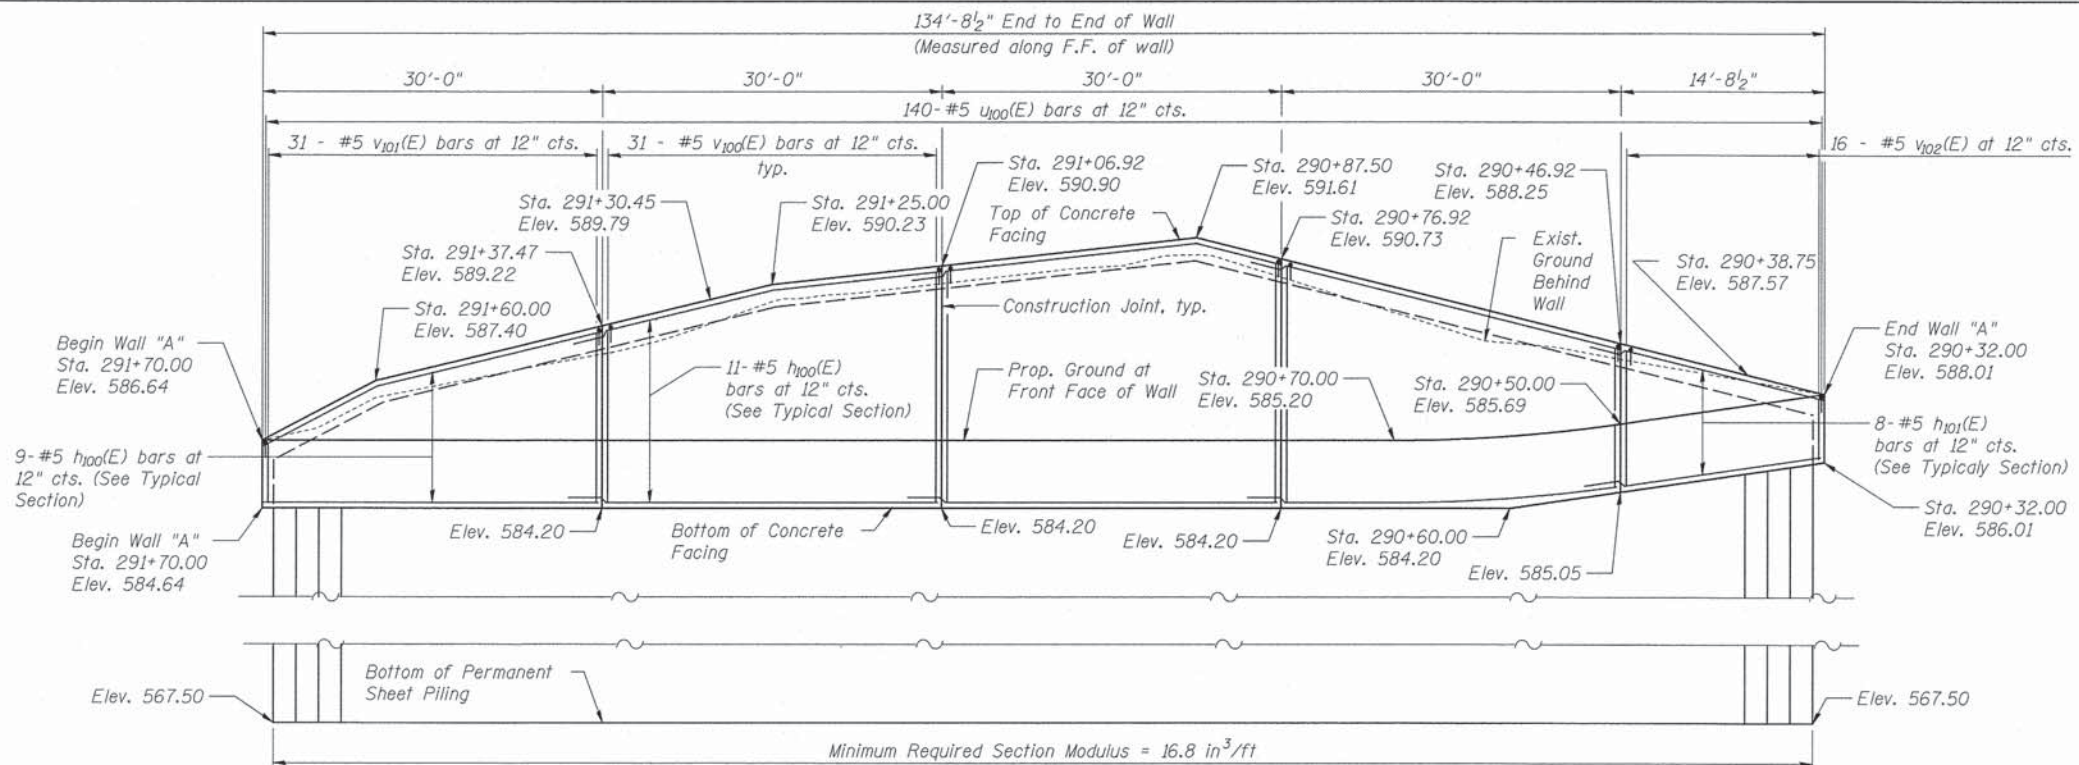 134'-8½" End to End of Wall
(Measured along F.F. of wall)
30'-0"
30'-0"
30'-0"
30'-0"
14'-8½"
140-#5 u100(E) bars at 12" cts.
31 - #5 v101(E) bars at 12" cts.
31 - #5 v100(E) bars at 12" cts.
typ.
16 - #5 v102(E) at 12" cts.
Sta. 291+06.92
Elev. 590.90
Sta. 290+87.50
Elev. 591.61
Sta. 290+46.92
Elev. 588.25
Sta. 291+30.45
Elev. 589.79
Sta. 291+25.00
Elev. 590.23
Top of Concrete
Facing
Sta. 290+76.92
Elev. 590.73
Exist.
Ground
Behind
Wall
Sta. 291+37.47
Elev. 589.22
Sta. 290+38.75
Elev. 587.57
Sta. 291+60.00
Elev. 587.40
Construction Joint, typ.
Begin Wall "A"
Sta. 291+70.00
Elev. 586.64
End Wall "A"
Sta. 290+32.00
Elev. 588.01
11-#5 h100(E)
bars at 12" cts.
(See Typical Section)
Prop. Ground at
Front Face of Wall
Sta. 290+70.00
Elev. 585.20
Sta. 290+50.00
Elev. 585.69
9-#5 h100(E) bars at
12" cts. (See Typical
Section)
8-#5 h101(E)
bars at 12" cts.
(See Typicaly Section)
Begin Wall "A"
Sta. 291+70.00
Elev. 584.64
Elev. 584.20
Bottom of Concrete
Facing
Elev. 584.20
Elev. 584.20
Sta. 290+60.00
Elev. 584.20
Elev. 585.05
Sta. 290+32.00
Elev. 586.01
Bottom of Permanent
Sheet Piling
Elev. 567.50
Elev. 567.50
Minimum Required Section Modulus = 16.8 in³/ft